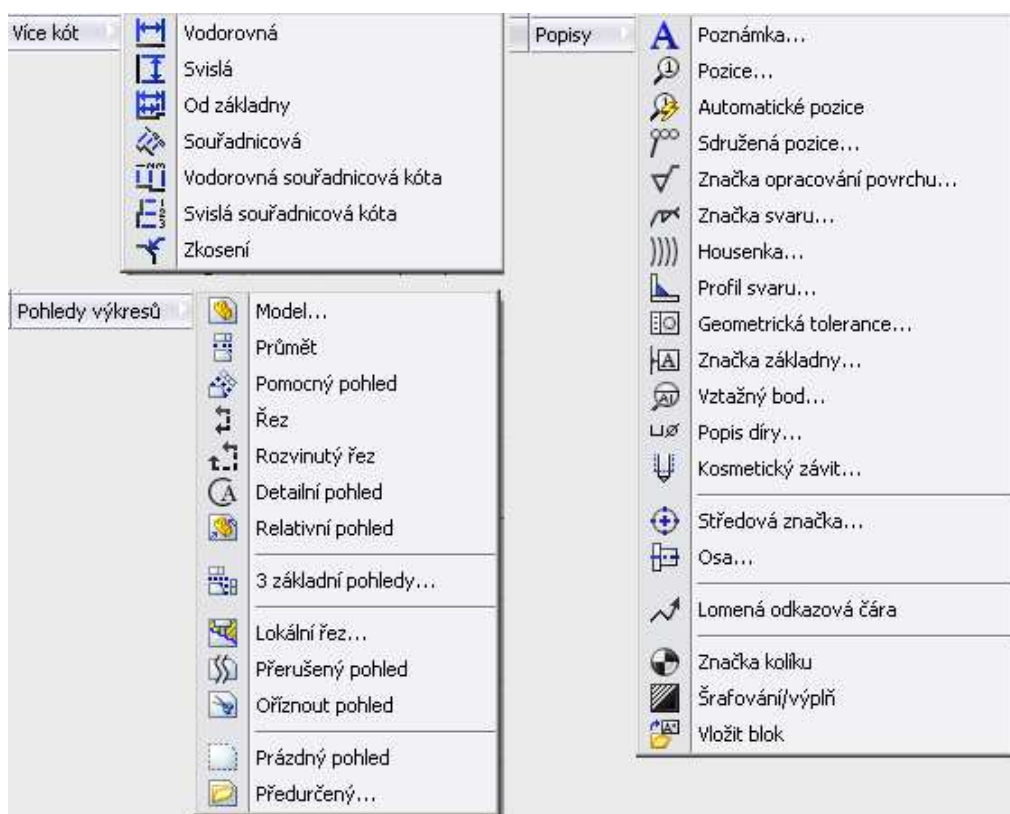 Více kót
Vodorovná
Svislá
Od základny
Souřadnicová
Vodorovná souřadnicová kóta
Svislá souřadnicová kóta
Zkosení
Pohledy výkresů
Model...
Průmět
Pomocný pohled
Řez
Rozvinutý řez
Detailní pohled
Relativní pohled
3 základní pohledy...
Lokální řez...
Přerušený pohled
Oříznout pohled
Prázdný pohled
Předurčený...
Popisy
Poznámka...
Pozice...
Automatické pozice
Sdružená pozice...
Značka opracování povrchu...
Značka svaru...
Housenka...
Profil svaru...
Geometrická tolerance...
Značka základny...
Vztažný bod...
Popis díry...
Kosmetický závit...
Středová značka...
Osa...
Lomená odkazová čára
Značka kolíku
Šrafování/výplň
Vložit blok